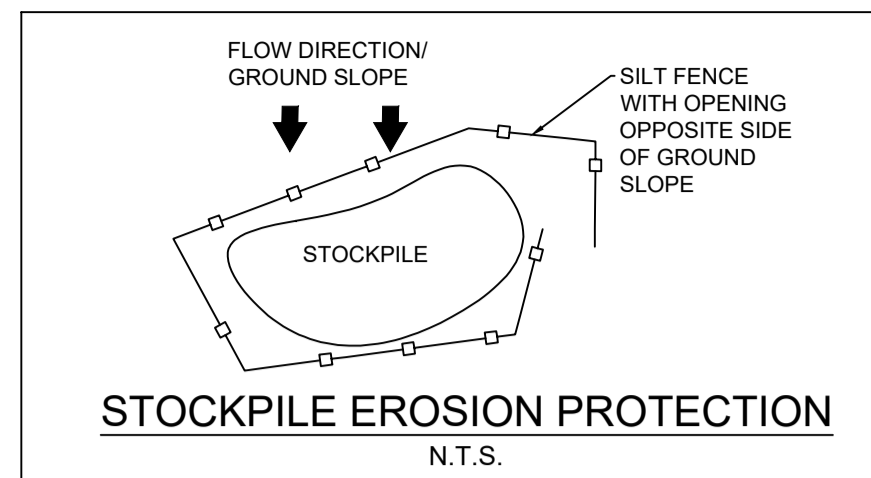 FLOW DIRECTION/
GROUND SLOPE
SILT FENCE
WITH OPENING
OPPOSITE SIDE
OF GROUND
SLOPE
STOCKPILE
STOCKPILE EROSION PROTECTION
N.T.S.